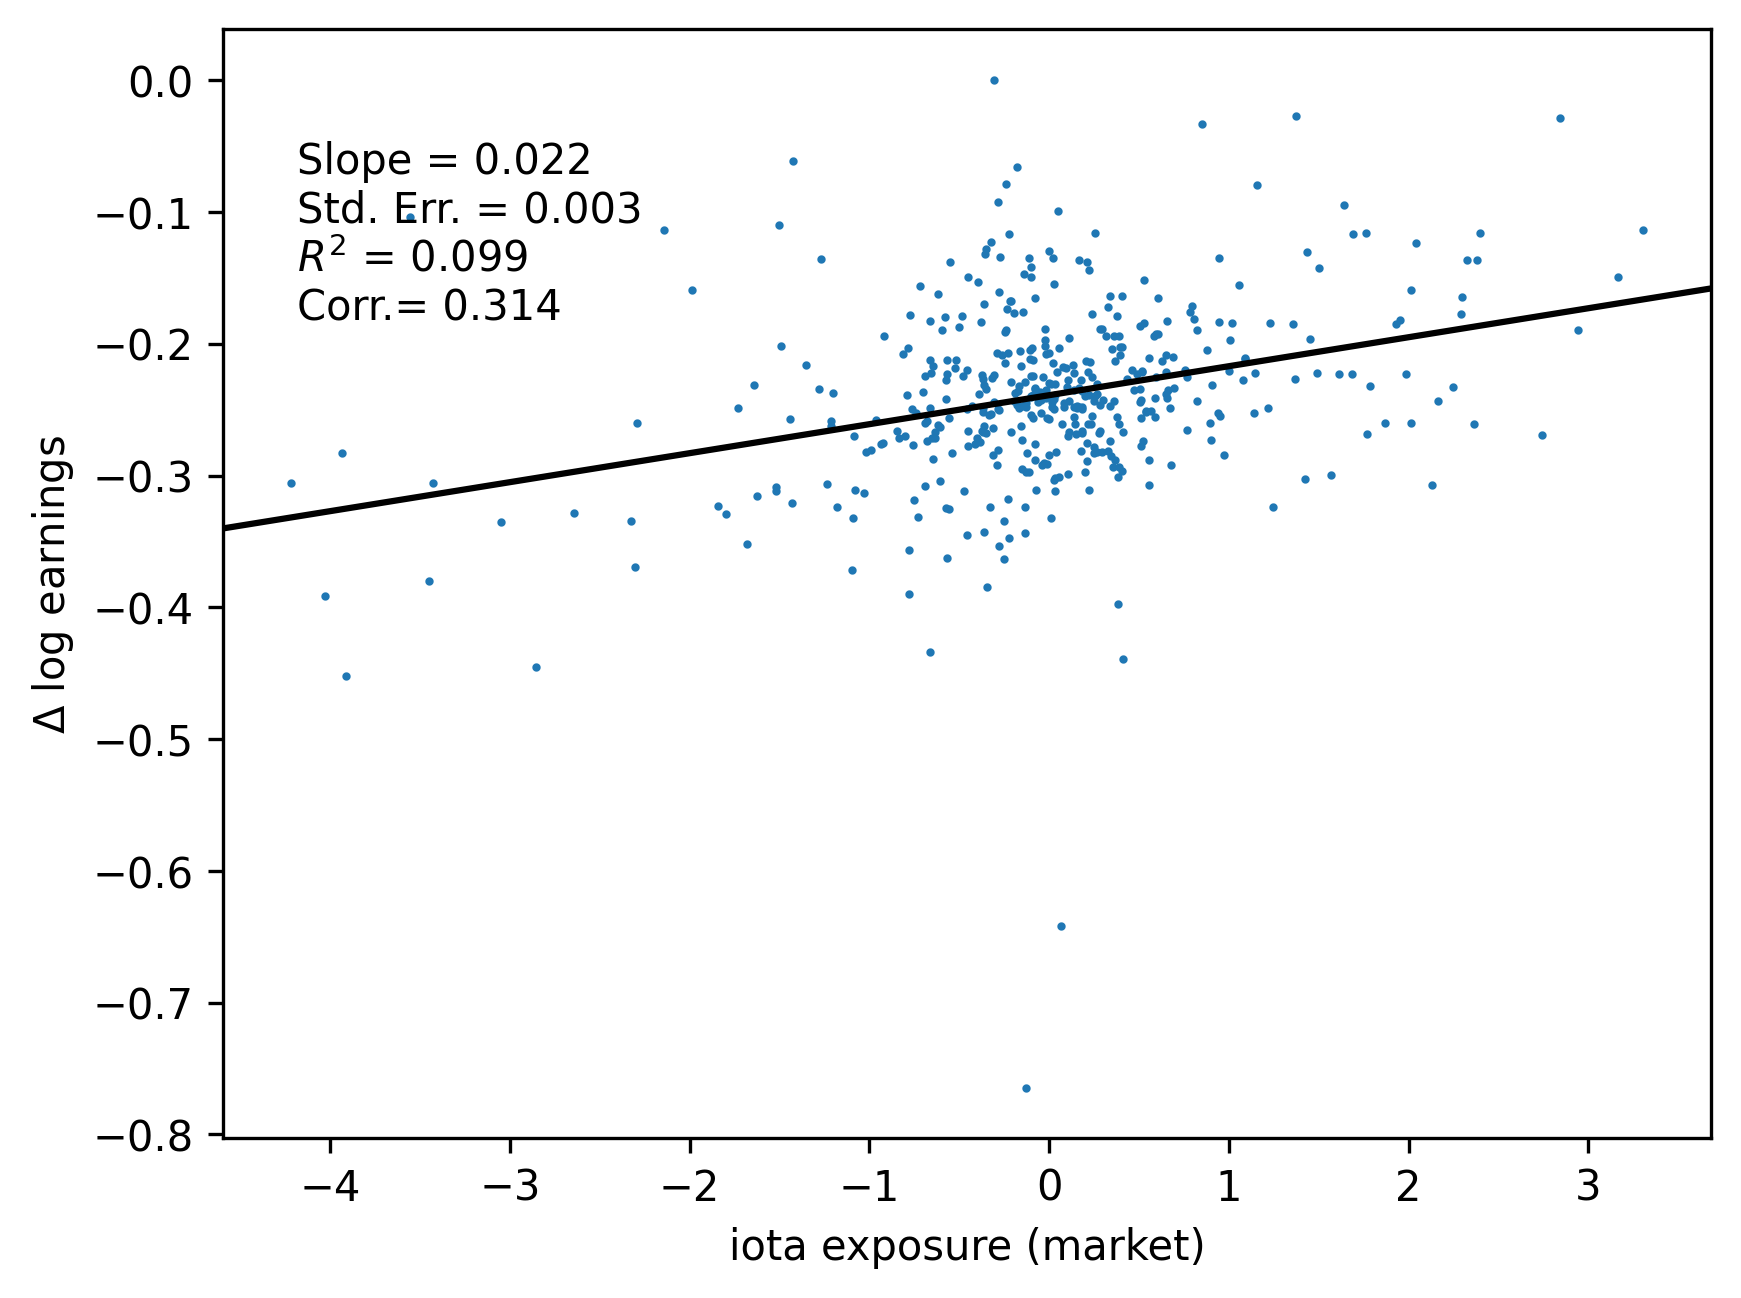 0.0
−0.1
−0.2
−0.3
−0.4
−0.5
−0.6
−0.7
−0.8
Δ log earnings
Slope = 0.022
Std. Err. = 0.003
R² = 0.099
Corr.= 0.314
−4 −3 −2 −1 0 1 2 3
iota exposure (market)